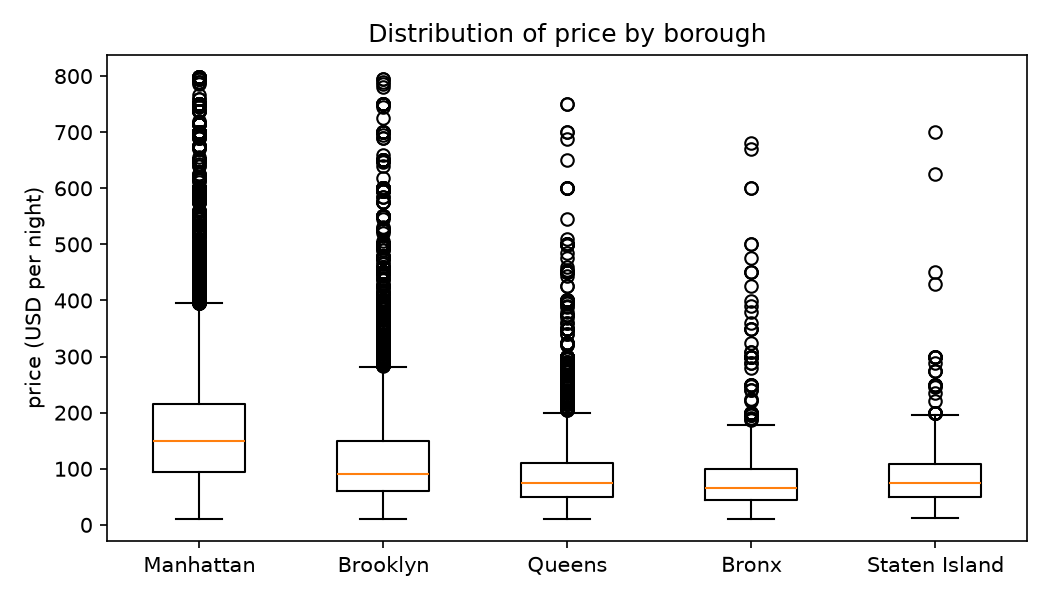 Distribution of price by borough
price (USD per night)
800
700
600
500
400
300
200
100
0
Manhattan
Brooklyn
Queens
Bronx
Staten Island